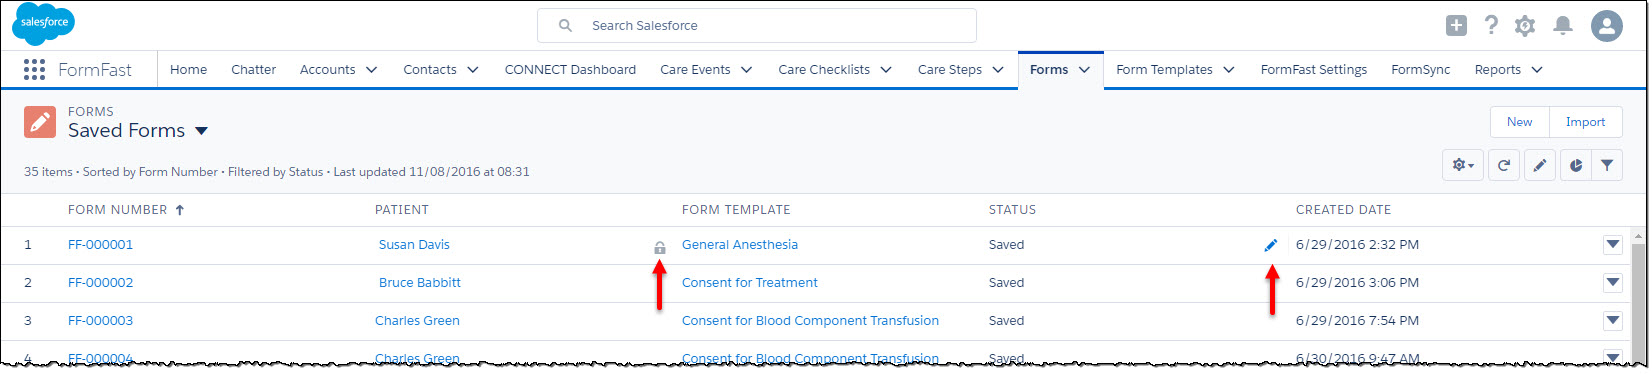 salesforce
Search Salesforce
FormFast Home Chatter Accounts Contacts CONNECT Dashboard Care Events Care Checklists Care Steps Forms Form Templates FormFast Settings FormSync Reports
FORMS
Saved Forms
New Import
35 items • Sorted by Form Number • Filtered by Status • Last updated 11/08/2016 at 08:31
FORM NUMBER PATIENT FORM TEMPLATE STATUS CREATED DATE
1 FF-000001 Susan Davis General Anesthesia Saved 6/29/2016 2:32 PM
2 FF-000002 Bruce Babbitt Consent for Treatment Saved 6/29/2016 3:06 PM
3 FF-000003 Charles Green Consent for Blood Component Transfusion Saved 6/29/2016 7:54 PM
4 FF-000004 Charles Green Consent for Blood Component Transfusion Saved 6/30/2016 9:47 AM